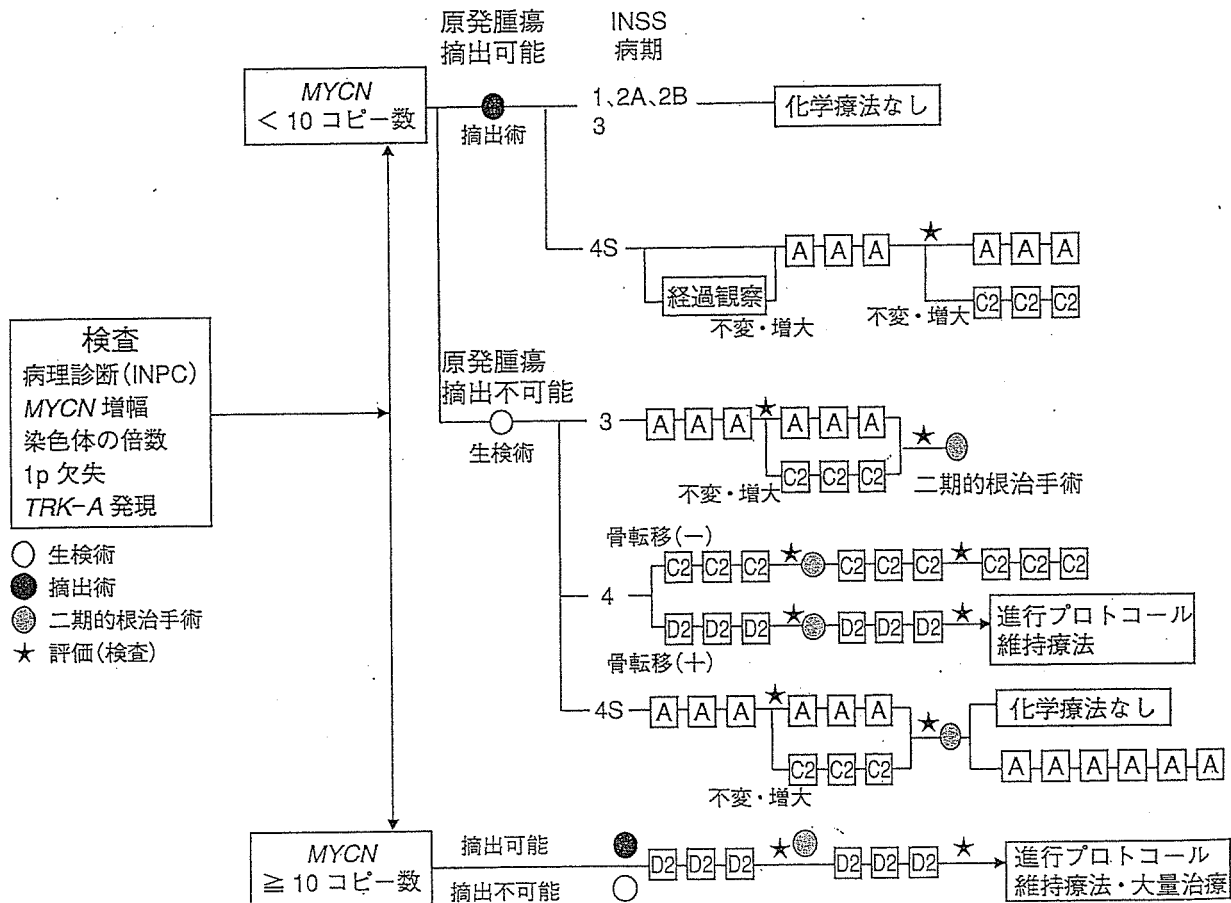 原発腫瘍
摘出可能
INSS
病期
MYCN
< 10 コピー数
摘出術
1、2A、2B
3
化学療法なし
4S
経過観察
不変・増大
A A A
A A A
不変・増大
C2 C2 C2
検査
病理診断(INPC)
MYCN 増幅
染色体の倍数
1p 欠失
TRK-A 発現
生検術
摘出術
二期的根治手術
評価(検査)
原発腫瘍
摘出不可能
生検術
3
A A A
A A A
不変・増大
C2 C2 C2
二期的根治手術
4
骨転移(−)
C2 C2 C2
C2 C2 C2
C2 C2 C2
D2 D2 D2
D2 D2 D2
骨転移(+)
進行プロトコール
維持療法
4S
A A A
A A A
不変・増大
C2 C2 C2
化学療法なし
A A A A A A
MYCN
≧ 10 コピー数
摘出可能
摘出不可能
D2 D2 D2
D2 D2 D2
進行プロトコール
維持療法・大量治療